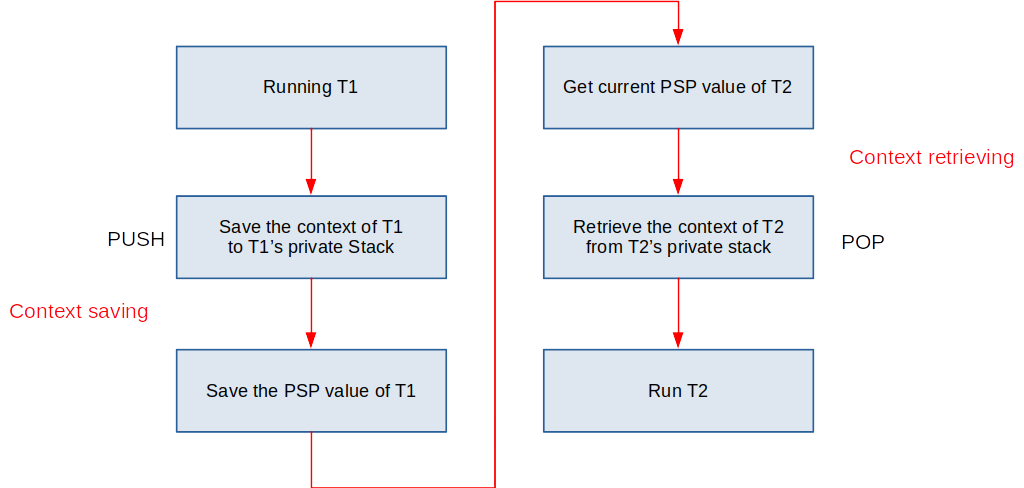 Running T1
PUSH
Save the context of T1
to T1’s private Stack
Context saving
Save the PSP value of T1
Get current PSP value of T2
Context retrieving
Retrieve the context of T2
from T2’s private stack
POP
Run T2